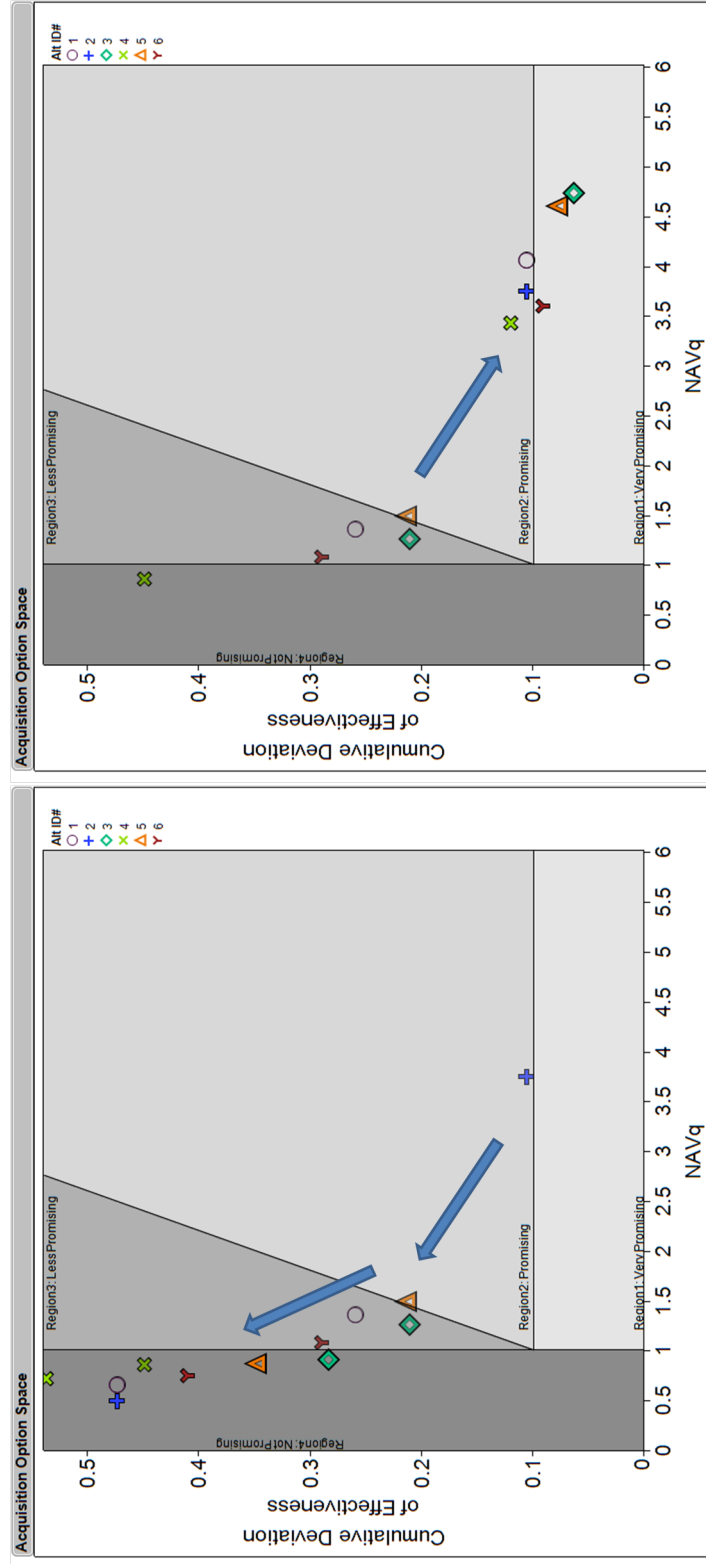 Acquisition Option Space
Alt ID#
1
2
3
4
5
6
Cumulative Deviation
of Effectiveness
0.5
0.4
0.3
0.2
0.1
0
Region3: LessPromising
Region4: NotPromising
Region2: Promising
Region1: VeryPromising
0 0.5 1 1.5 2 2.5 3 3.5 4 4.5 5 5.5 6
NAVq
Acquisition Option Space
Alt ID#
1
2
3
4
5
6
Cumulative Deviation
of Effectiveness
0.5
0.4
0.3
0.2
0.1
0
Region3: LessPromising
Region4: NotPromising
Region2: Promising
Region1: VeryPromising
0 0.5 1 1.5 2 2.5 3 3.5 4 4.5 5 5.5 6
NAVq